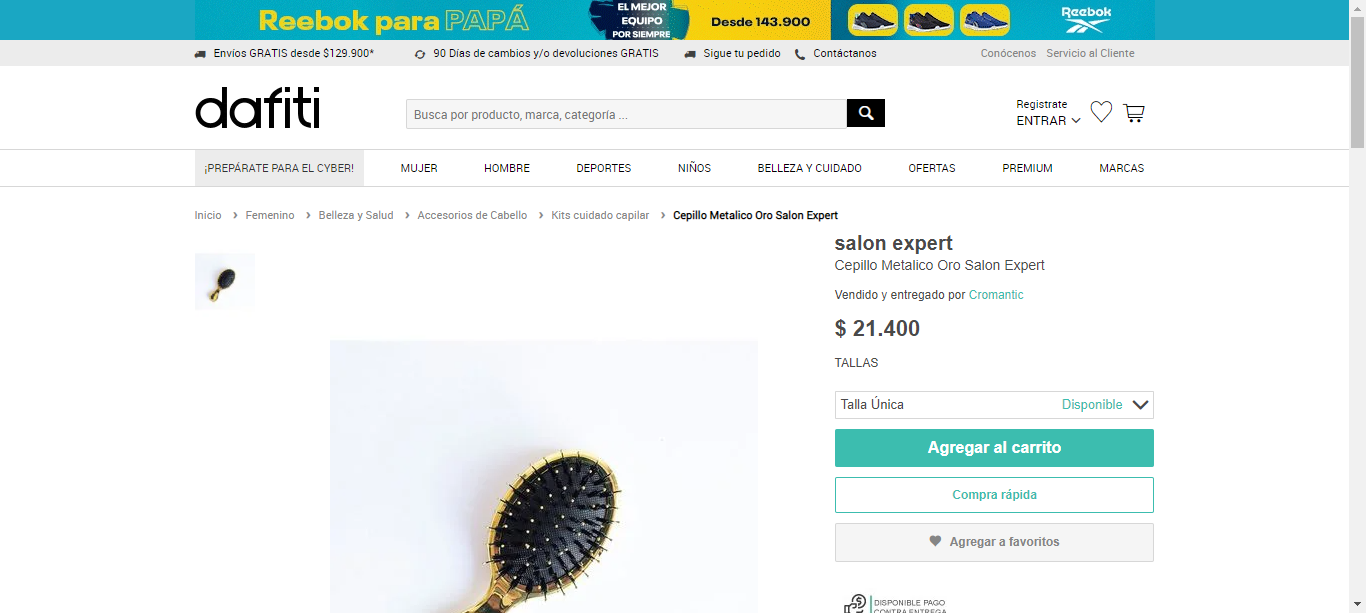 Reebok para PAPÁ
EL MEJOR
EQUIPO
POR SIEMPRE
Desde 143.900
Reebok
Envíos GRATIS desde $129.900*
90 Días de cambios y/o devoluciones GRATIS
Sigue tu pedido
Contáctanos
Conócenos
Servicio al Cliente
dafiti
Busca por producto, marca, categoría ...
Registrate
ENTRAR
¡PREPÁRATE PARA EL CYBER!
MUJER
HOMBRE
DEPORTES
NIÑOS
BELLEZA Y CUIDADO
OFERTAS
PREMIUM
MARCAS
Inicio › Femenino › Belleza y Salud › Accesorios de Cabello › Kits cuidado capilar › Cepillo Metalico Oro Salon Expert
salon expert
Cepillo Metalico Oro Salon Expert
Vendido y entregado por Cromantic
$ 21.400
TALLAS
Talla Única Disponible
Agregar al carrito
Compra rápida
Agregar a favoritos
DISPONIBLE PAGO
CONTRA ENTREGA